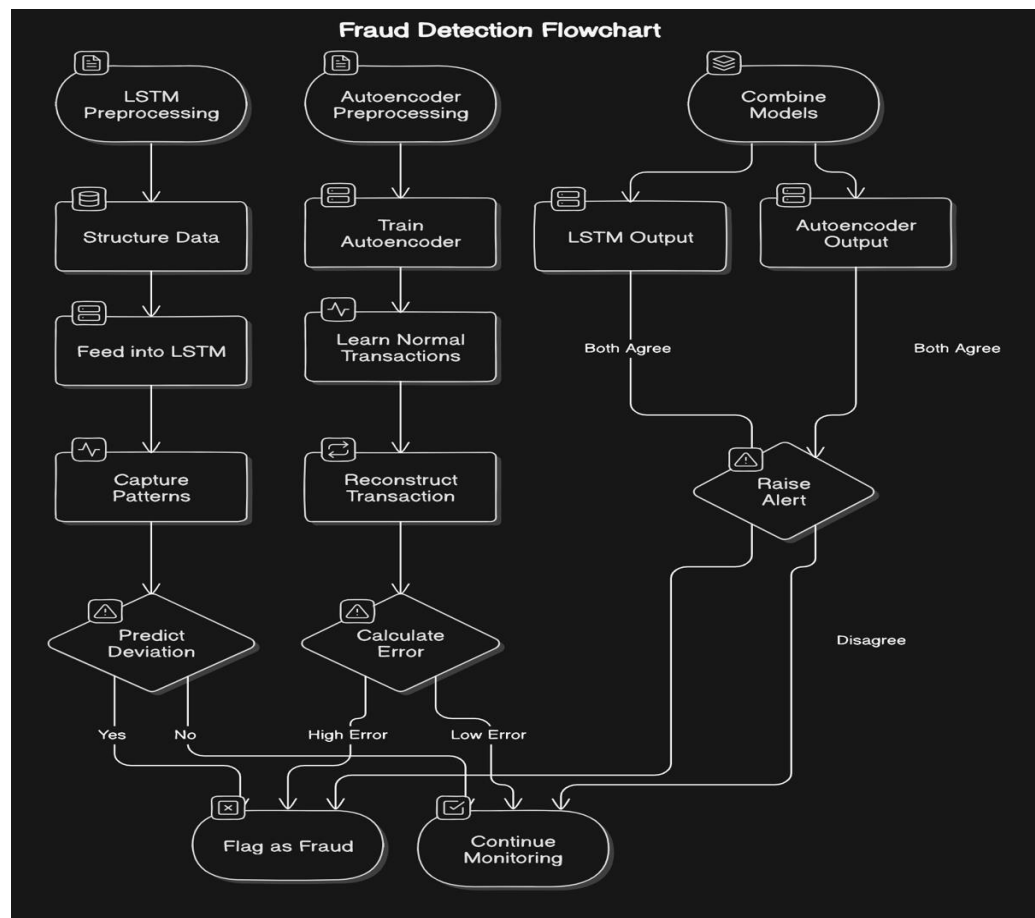 Fraud Detection Flowchart
LSTM
Preprocessing
Autoencoder
Preprocessing
Combine
Models
Structure Data
Train
Autoencoder
LSTM Output
Autoencoder
Output
Feed into LSTM
Learn Normal
Transactions
Both Agree
Both Agree
Capture
Patterns
Reconstruct
Transaction
Raise
Alert
Predict
Deviation
Calculate
Error
Disagree
Yes
No
High Error
Low Error
Flag as Fraud
Continue
Monitoring